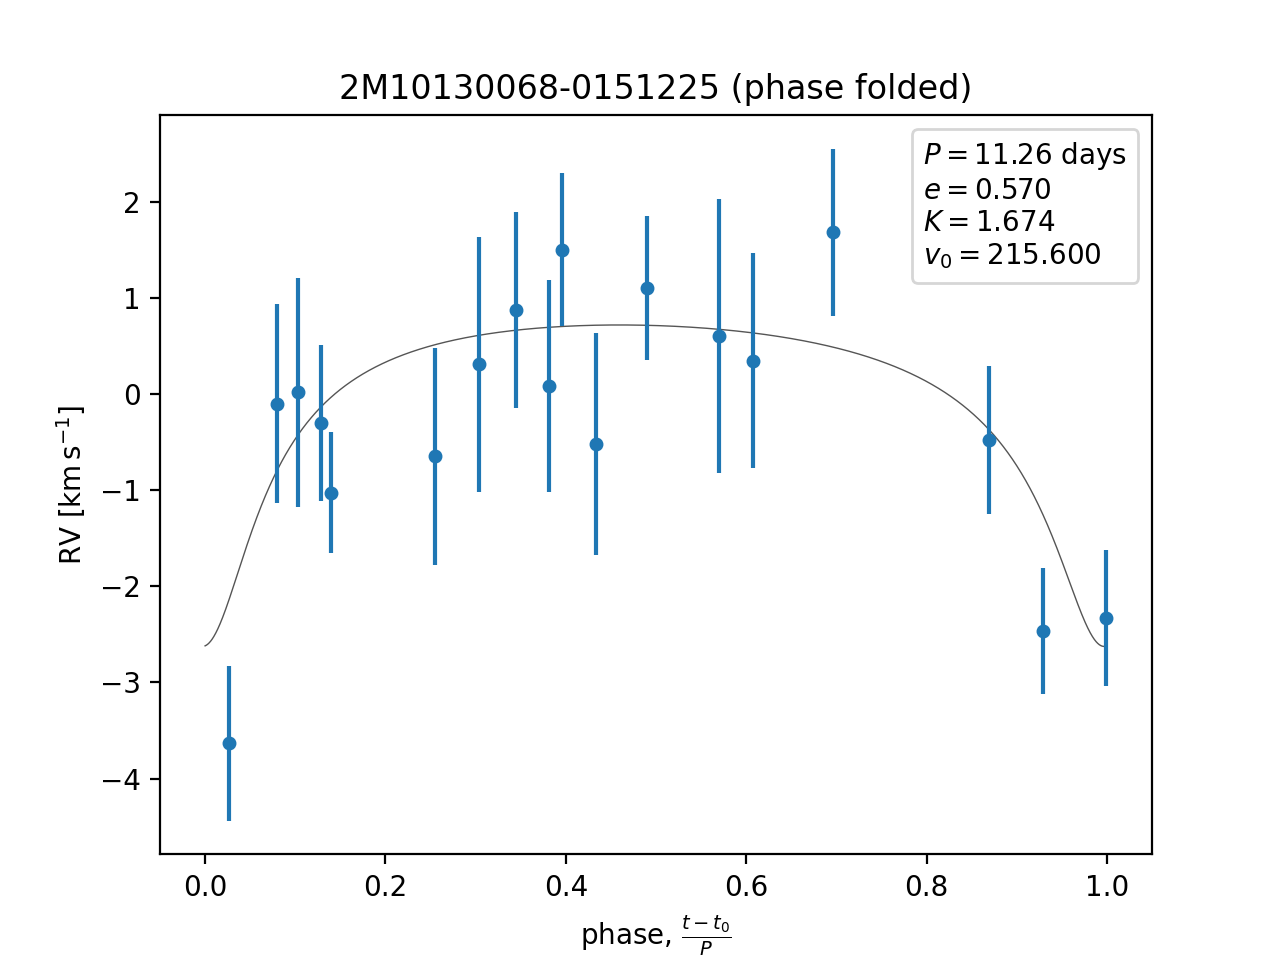 2M10130068-0151225 (phase folded)
P = 11.26 days
e = 0.570
K = 1.674
v₀ = 215.600
RV [km s⁻¹]
2
1
0
−1
−2
−3
−4
0.0 0.2 0.4 0.6 0.8 1.0
phase, (t − t₀)/P